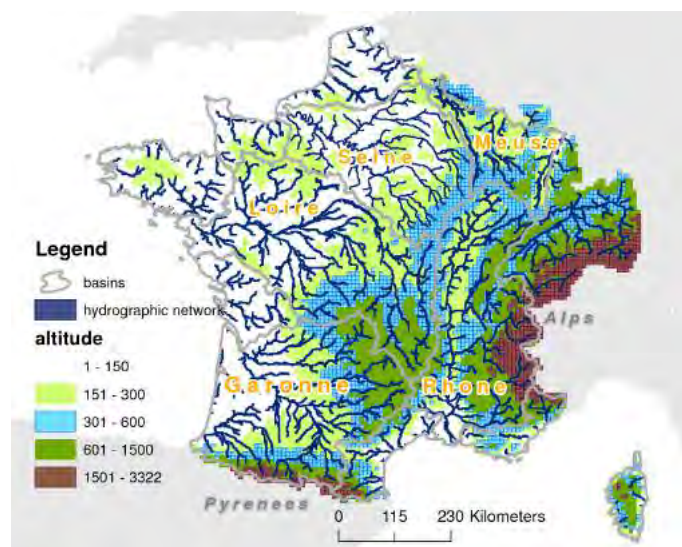 Seine
Meuse
Loire
Legend
basins
hydrographic network
altitude
1 - 150
151 - 300
301 - 600
601 - 1500
1501 - 3322
Alps
Garonne
Rhone
Pyrenees
0 115 230 Kilometers